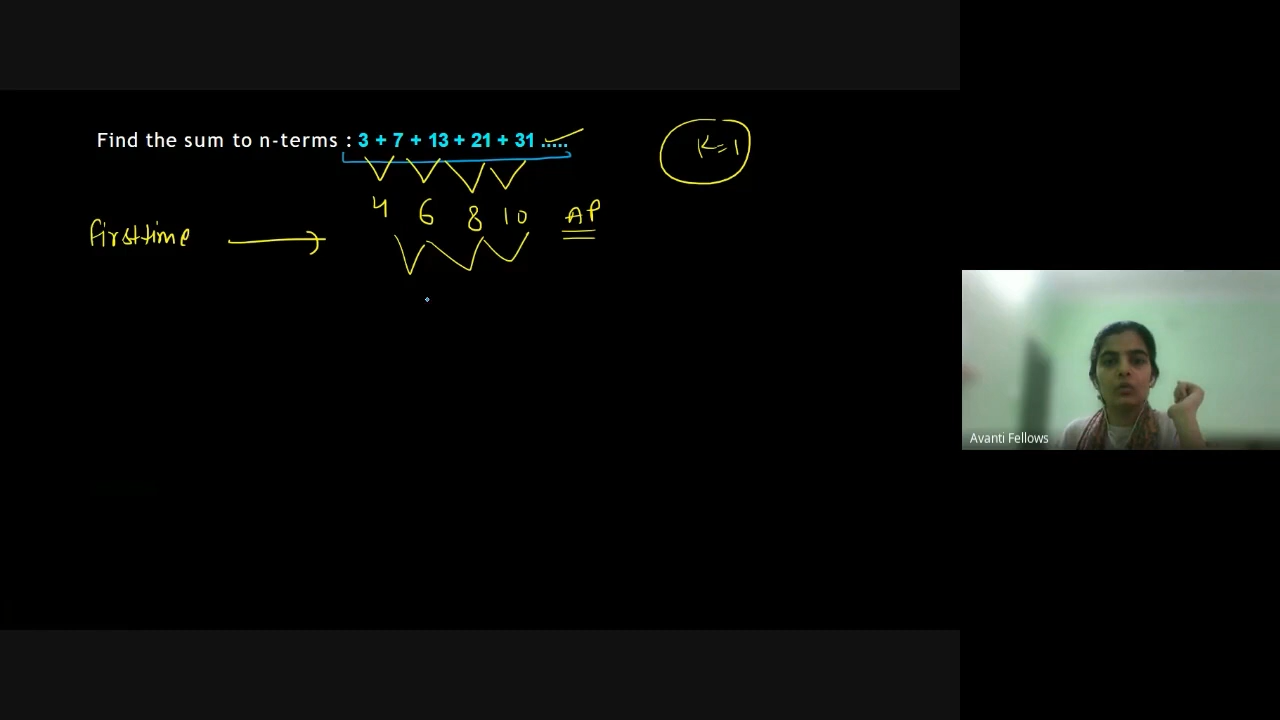 Find the sum to n-terms : 3 + 7 + 13 + 21 + 31 .....
K=1
4 6 8 10 AP
firsttime
Avanti Fellows